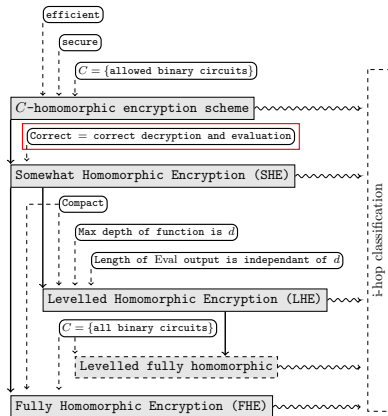 efficient
secure
C = {allowed binary circuits}
C-homomorphic encryption scheme
Correct = correct decryption and evaluation
Somewhat Homomorphic Encryption (SHE)
Compact
Max depth of function is d
Length of Eval output is independant of d
Levelled Homomorphic Encryption (LHE)
C = {all binary circuits}
Levelled fully homomorphic
Fully Homomorphic Encryption (FHE)
i-hop classification